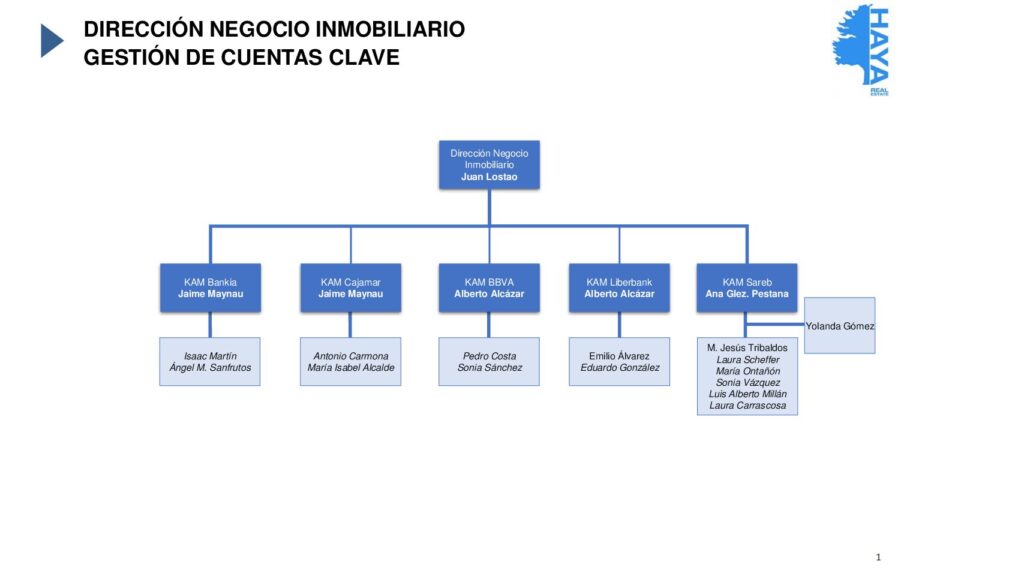 DIRECCIÓN NEGOCIO INMOBILIARIO
GESTIÓN DE CUENTAS CLAVE
HAYA
REAL
ESTATE
Dirección Negocio
Inmobiliario
Juan Lostao
KAM Bankia
Jaime Maynau
KAM Cajamar
Jaime Maynau
KAM BBVA
Alberto Alcázar
KAM Liberbank
Alberto Alcázar
KAM Sareb
Ana Glez. Pestana
Yolanda Gómez
Isaac Martín
Ángel M. Sanfrutos
Antonio Carmona
María Isabel Alcalde
Pedro Costa
Sonia Sánchez
Emilio Álvarez
Eduardo González
M. Jesús Tribaldos
Laura Scheffer
María Ontañón
Sonia Vázquez
Luis Alberto Millán
Laura Carrascosa
1